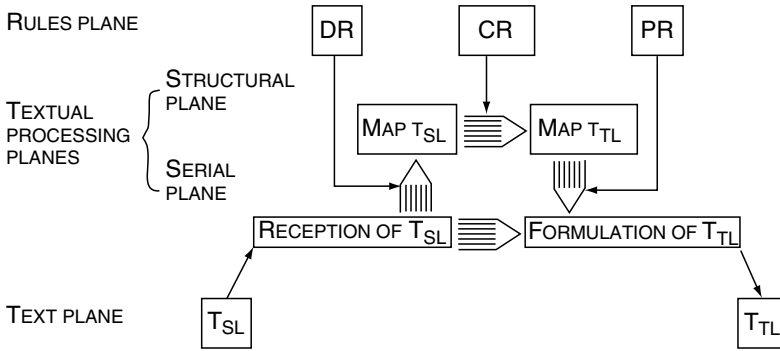 RULES PLANE
DR CR PR
STRUCTURAL
PLANE
TEXTUAL
PROCESSING
PLANES
MAP TSL MAP TTL
SERIAL
PLANE
RECEPTION OF TSL FORMULATION OF TTL
TEXT PLANE
TSL TTL